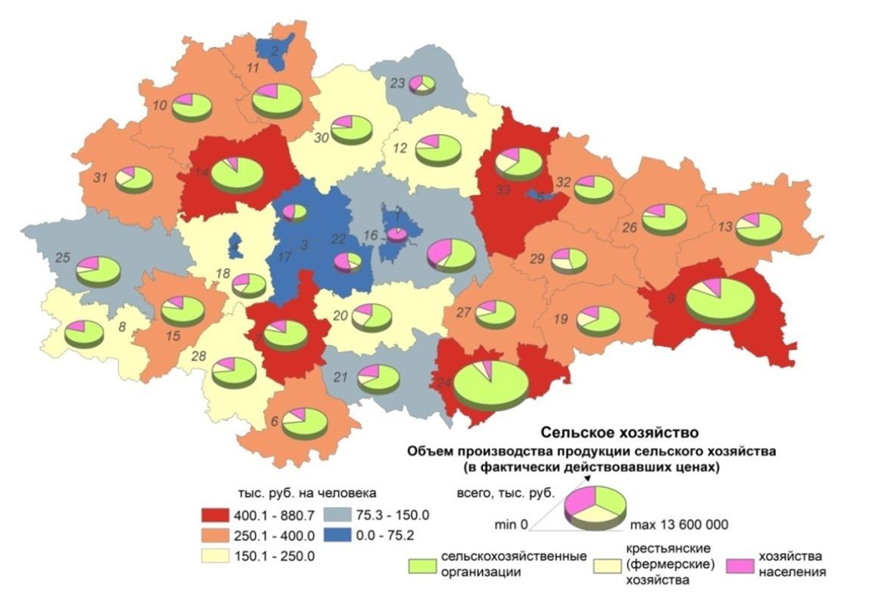 2
11
23
10
30
12
14
31
33
32
1
26
13
16
22
3
25
17
18
29
9
8
15
20
27
19
28
21
24
6
Сельское хозяйство
Объем производства продукции сельского хозяйства
(в фактически действовавших ценах)
тыс. руб. на человека
400.1 - 880.7
250.1 - 400.0
150.1 - 250.0
75.3 - 150.0
0.0 - 75.2
всего, тыс. руб.
min 0
max 13 600 000
сельскохозяйственные
организации
крестьянские
(фермерские)
хозяйства
хозяйства
населения